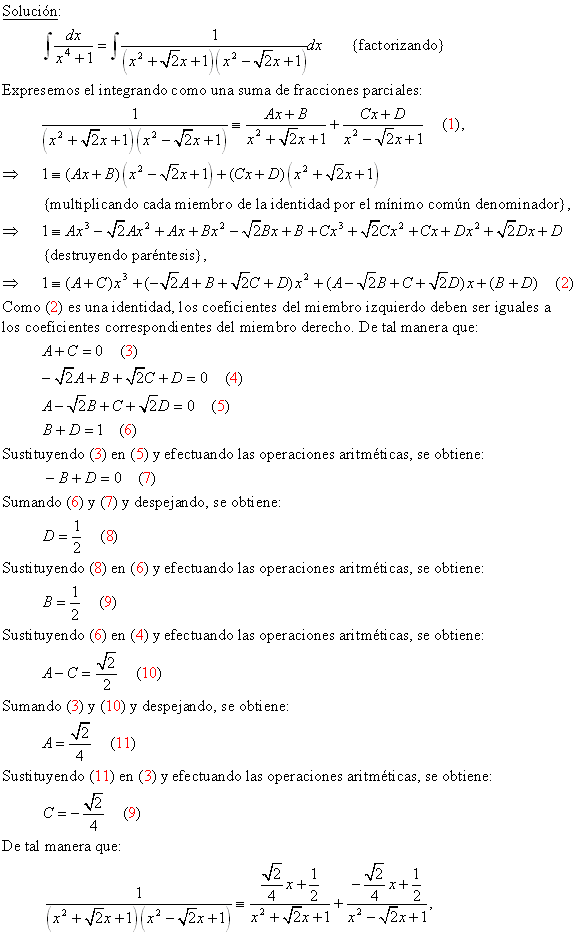 Solución:
∫ dx/(x⁴+1) = ∫ 1/((x²+√2x+1)(x²−√2x+1)) dx {factorizando}
Expresemos el integrando como una suma de fracciones parciales:
1/((x²+√2x+1)(x²−√2x+1)) ≡ (Ax+B)/(x²+√2x+1) + (Cx+D)/(x²−√2x+1) (1),
⇒ 1≡(Ax+B)(x²−√2x+1)+(Cx+D)(x²+√2x+1)
{multiplicando cada miembro de la identidad por el mínimo común denominador},
⇒ 1≡Ax³−√2Ax²+Ax+Bx²−√2Bx+B+Cx³+√2Cx²+Cx+Dx²+√2Dx+D
{destruyendo paréntesis},
⇒ 1≡(A+C)x³+(−√2A+B+√2C+D)x²+(A−√2B+C+√2D)x+(B+D) (2)
Como (2) es una identidad, los coeficientes del miembro izquierdo deben ser iguales a
los coeficientes correspondientes del miembro derecho. De tal manera que:
A+C=0 (3)
−√2A+B+√2C+D=0 (4)
A−√2B+C+√2D=0 (5)
B+D=1 (6)
Sustituyendo (3) en (5) y efectuando las operaciones aritméticas, se obtiene:
−B+D=0 (7)
Sumando (6) y (7) y despejando, se obtiene:
D=1/2 (8)
Sustituyendo (8) en (6) y efectuando las operaciones aritméticas, se obtiene:
B=1/2 (9)
Sustituyendo (6) en (4) y efectuando las operaciones aritméticas, se obtiene:
A−C=√2/2 (10)
Sumando (3) y (10) y despejando, se obtiene:
A=√2/4 (11)
Sustituyendo (11) en (3) y efectuando las operaciones aritméticas, se obtiene:
C=−√2/4 (9)
De tal manera que:
1/((x²+√2x+1)(x²−√2x+1)) ≡ (√2/4 x+1/2)/(x²+√2x+1) + (−√2/4 x+1/2)/(x²−√2x+1),